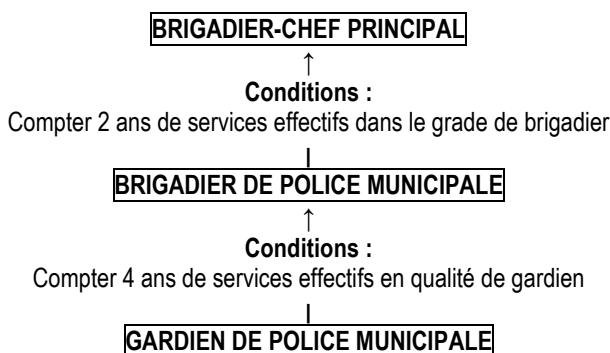 BRIGADIER-CHEF PRINCIPAL
↑
Conditions :
Compter 2 ans de services effectifs dans le grade de brigadier
I
BRIGADIER DE POLICE MUNICIPALE
↑
Conditions :
Compter 4 ans de services effectifs en qualité de gardien
I
GARDIEN DE POLICE MUNICIPALE